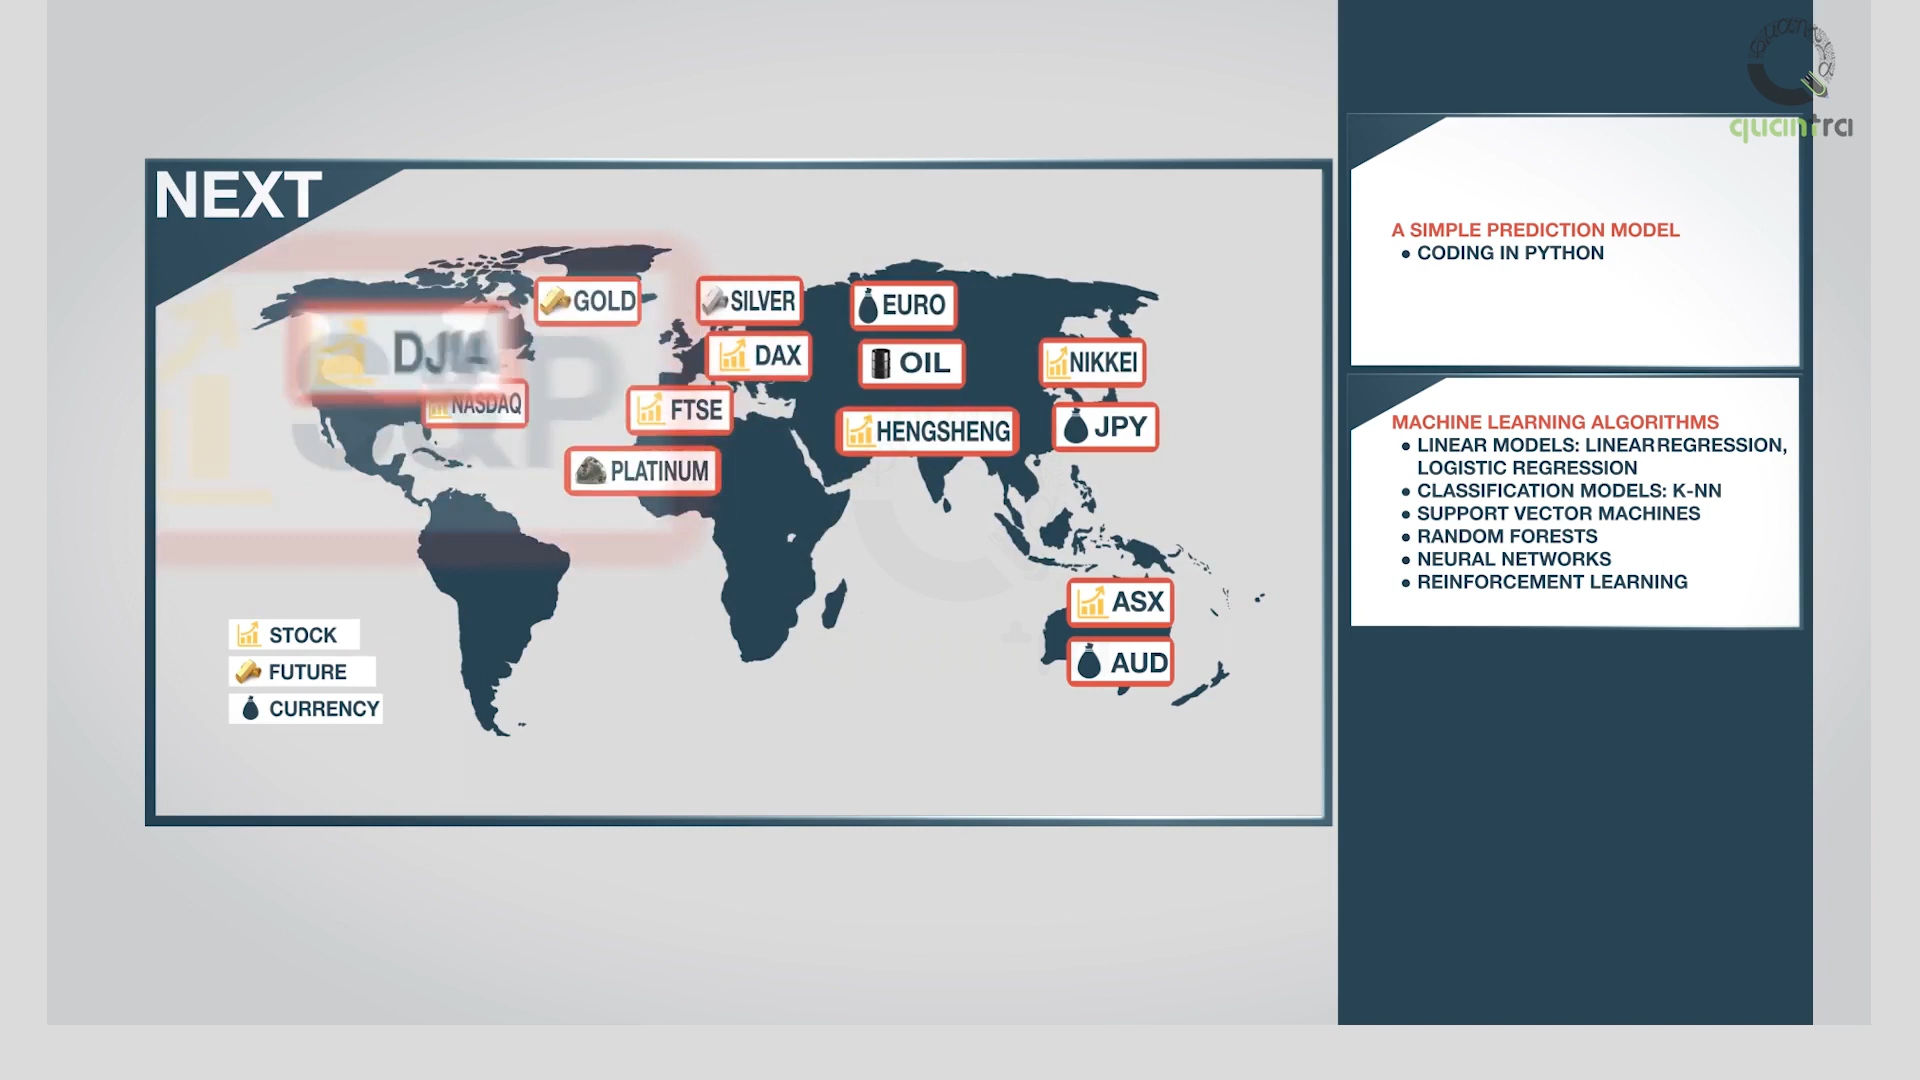 quantra
NEXT
GOLD
SILVER
EURO
DJIA
DAX
OIL
NIKKEI
S&P
NASDAQ
FTSE
HENGSHENG
JPY
PLATINUM
ASX
STOCK
FUTURE
CURRENCY
AUD
A SIMPLE PREDICTION MODEL
• CODING IN PYTHON
MACHINE LEARNING ALGORITHMS
• LINEAR MODELS: LINEAR REGRESSION,
LOGISTIC REGRESSION
• CLASSIFICATION MODELS: K-NN
• SUPPORT VECTOR MACHINES
• RANDOM FORESTS
• NEURAL NETWORKS
• REINFORCEMENT LEARNING